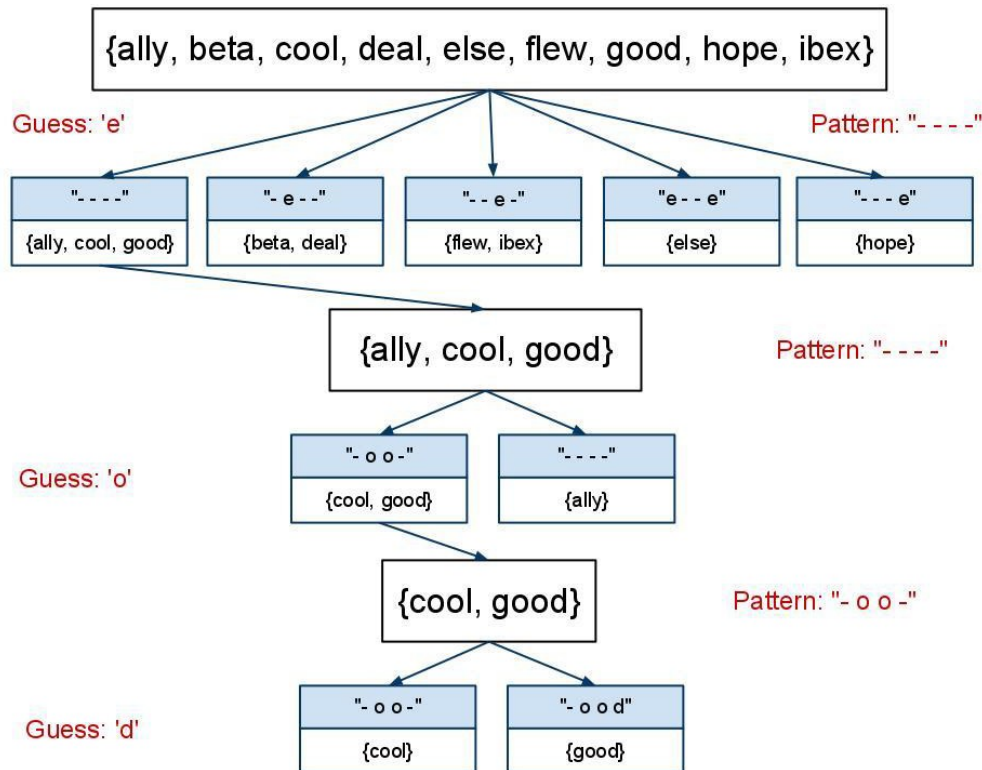 {ally, beta, cool, deal, else, flew, good, hope, ibex}
Guess: 'e'
Pattern: "- - - -"
"- - - -"
"- e - -"
"- - e -"
"e - - e"
"- - - e"
{ally, cool, good}
{beta, deal}
{flew, ibex}
{else}
{hope}
{ally, cool, good}
Pattern: "- - - -"
"- o o -"
"- - - -"
Guess: 'o'
{cool, good}
{ally}
{cool, good}
Pattern: "- o o -"
"- o o -"
"- o o d"
Guess: 'd'
{cool}
{good}